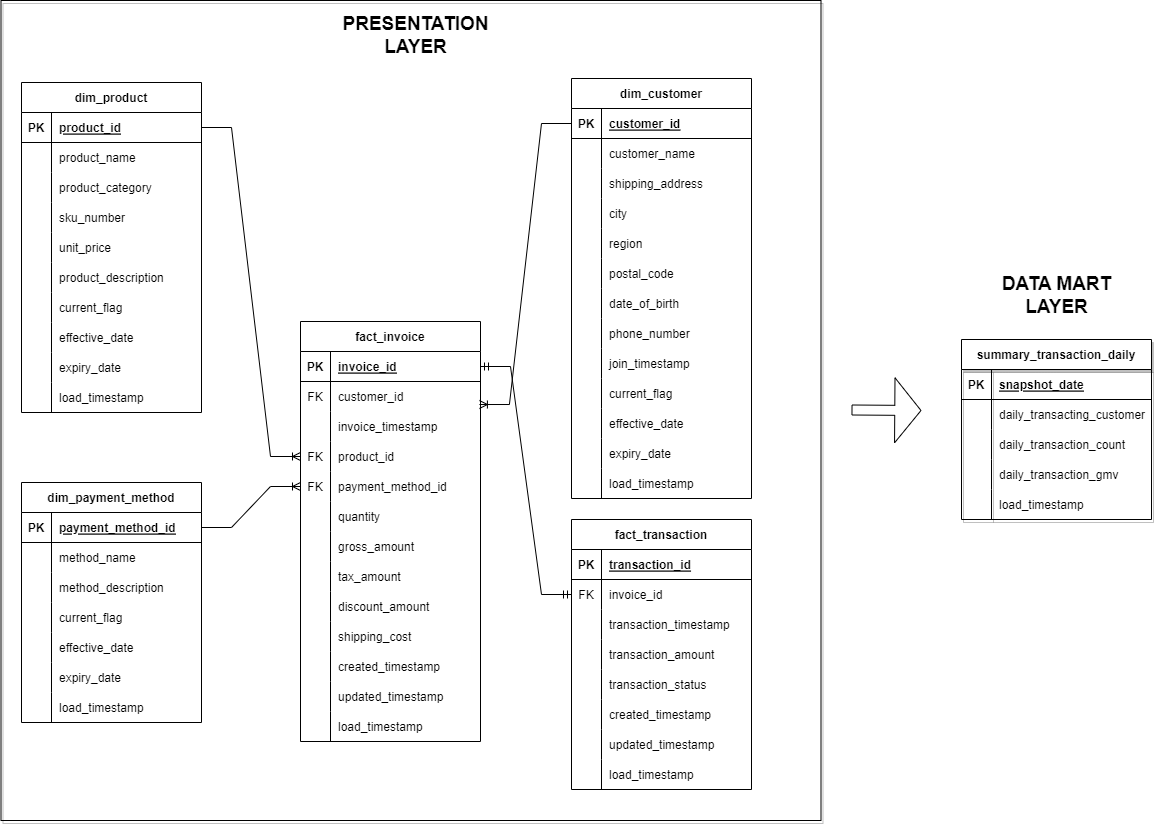 PRESENTATION
LAYER
dim_product
PK product_id
product_name
product_category
sku_number
unit_price
product_description
current_flag
effective_date
expiry_date
load_timestamp
dim_payment_method
PK payment_method_id
method_name
method_description
current_flag
effective_date
expiry_date
load_timestamp
fact_invoice
PK invoice_id
FK customer_id
invoice_timestamp
FK product_id
FK payment_method_id
quantity
gross_amount
tax_amount
discount_amount
shipping_cost
created_timestamp
updated_timestamp
load_timestamp
dim_customer
PK customer_id
customer_name
shipping_address
city
region
postal_code
date_of_birth
phone_number
join_timestamp
current_flag
effective_date
expiry_date
load_timestamp
fact_transaction
PK transaction_id
FK invoice_id
transaction_timestamp
transaction_amount
transaction_status
created_timestamp
updated_timestamp
load_timestamp
DATA MART
LAYER
summary_transaction_daily
PK snapshot_date
daily_transacting_customer
daily_transaction_count
daily_transaction_gmv
load_timestamp